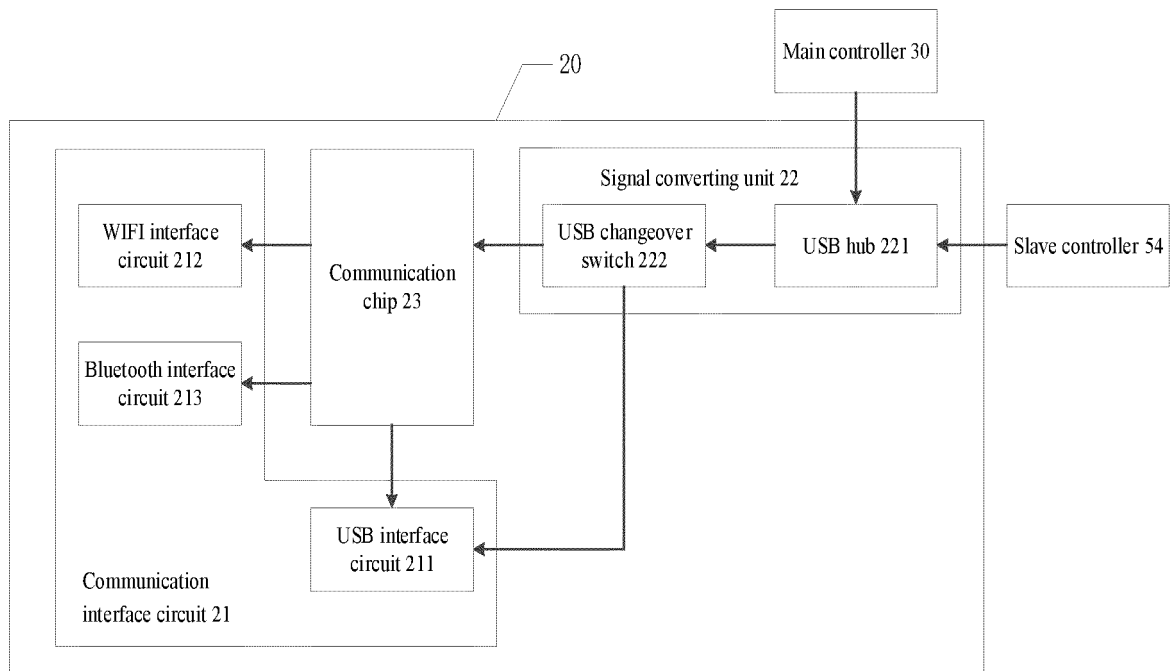 Main controller 30
20
Signal converting unit 22
WIFI interface
circuit 212
Communication
chip 23
USB changeover
switch 222
USB hub 221
Slave controller 54
Bluetooth interface
circuit 213
USB interface
circuit 211
Communication
interface circuit 21